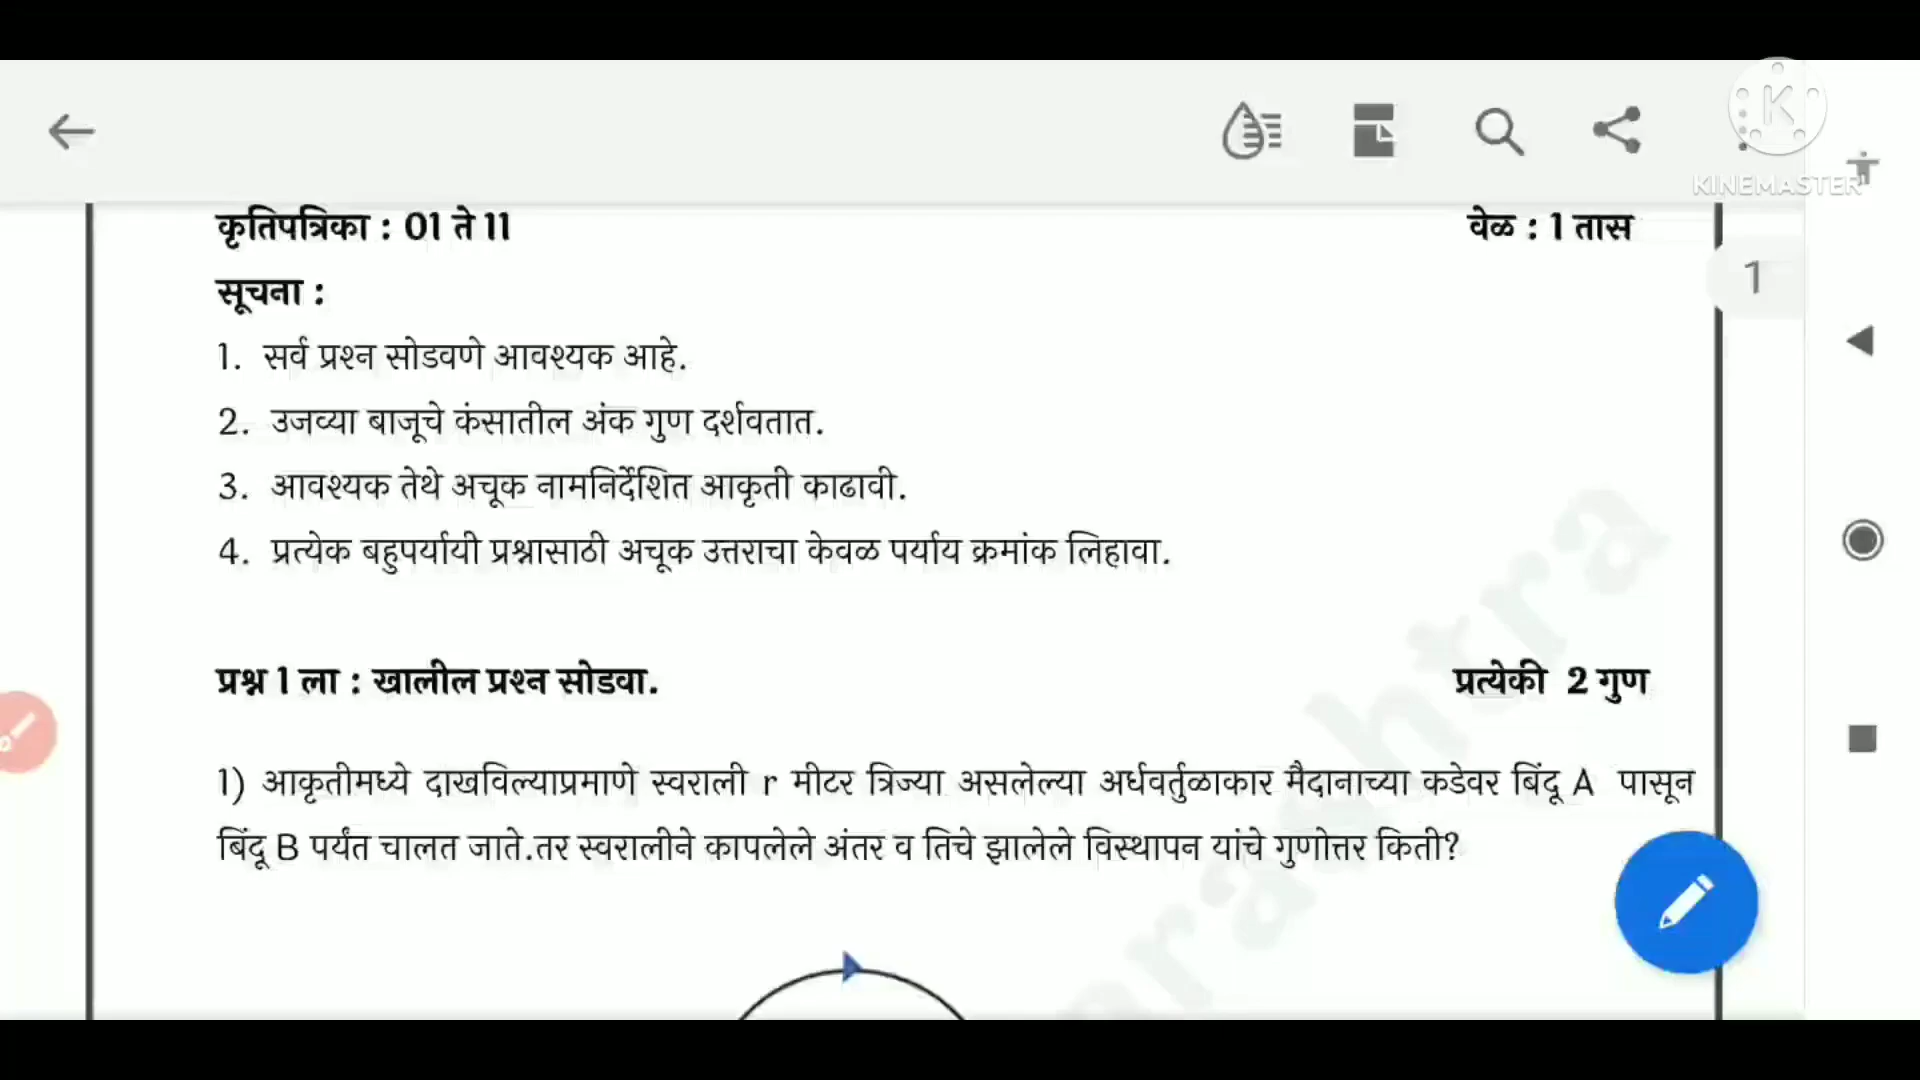 KINEMASTER
कृतिपत्रिका : 01 ते 11 वेळ : 1 तास
1
सूचना :
1. सर्व प्रश्न सोडवणे आवश्यक आहे.
2. उजव्या बाजूचे कंसातील अंक गुण दर्शवतात.
3. आवश्यक तेथे अचूक नामनिर्देशित आकृती काढावी.
4. प्रत्येक बहुपर्यायी प्रश्नासाठी अचूक उत्तराचा केवळ पर्याय क्रमांक लिहावा.
प्रश्न 1 ला : खालील प्रश्न सोडवा. प्रत्येकी 2 गुण
1) आकृतीमध्ये दाखविल्याप्रमाणे स्वराली r मीटर त्रिज्या असलेल्या अर्धवर्तुळाकार मैदानाच्या कडेवर बिंदू A पासून
बिंदू B पर्यंत चालत जाते.तर स्वरालीने कापलेले अंतर व तिचे झालेले विस्थापन यांचे गुणोत्तर किती?